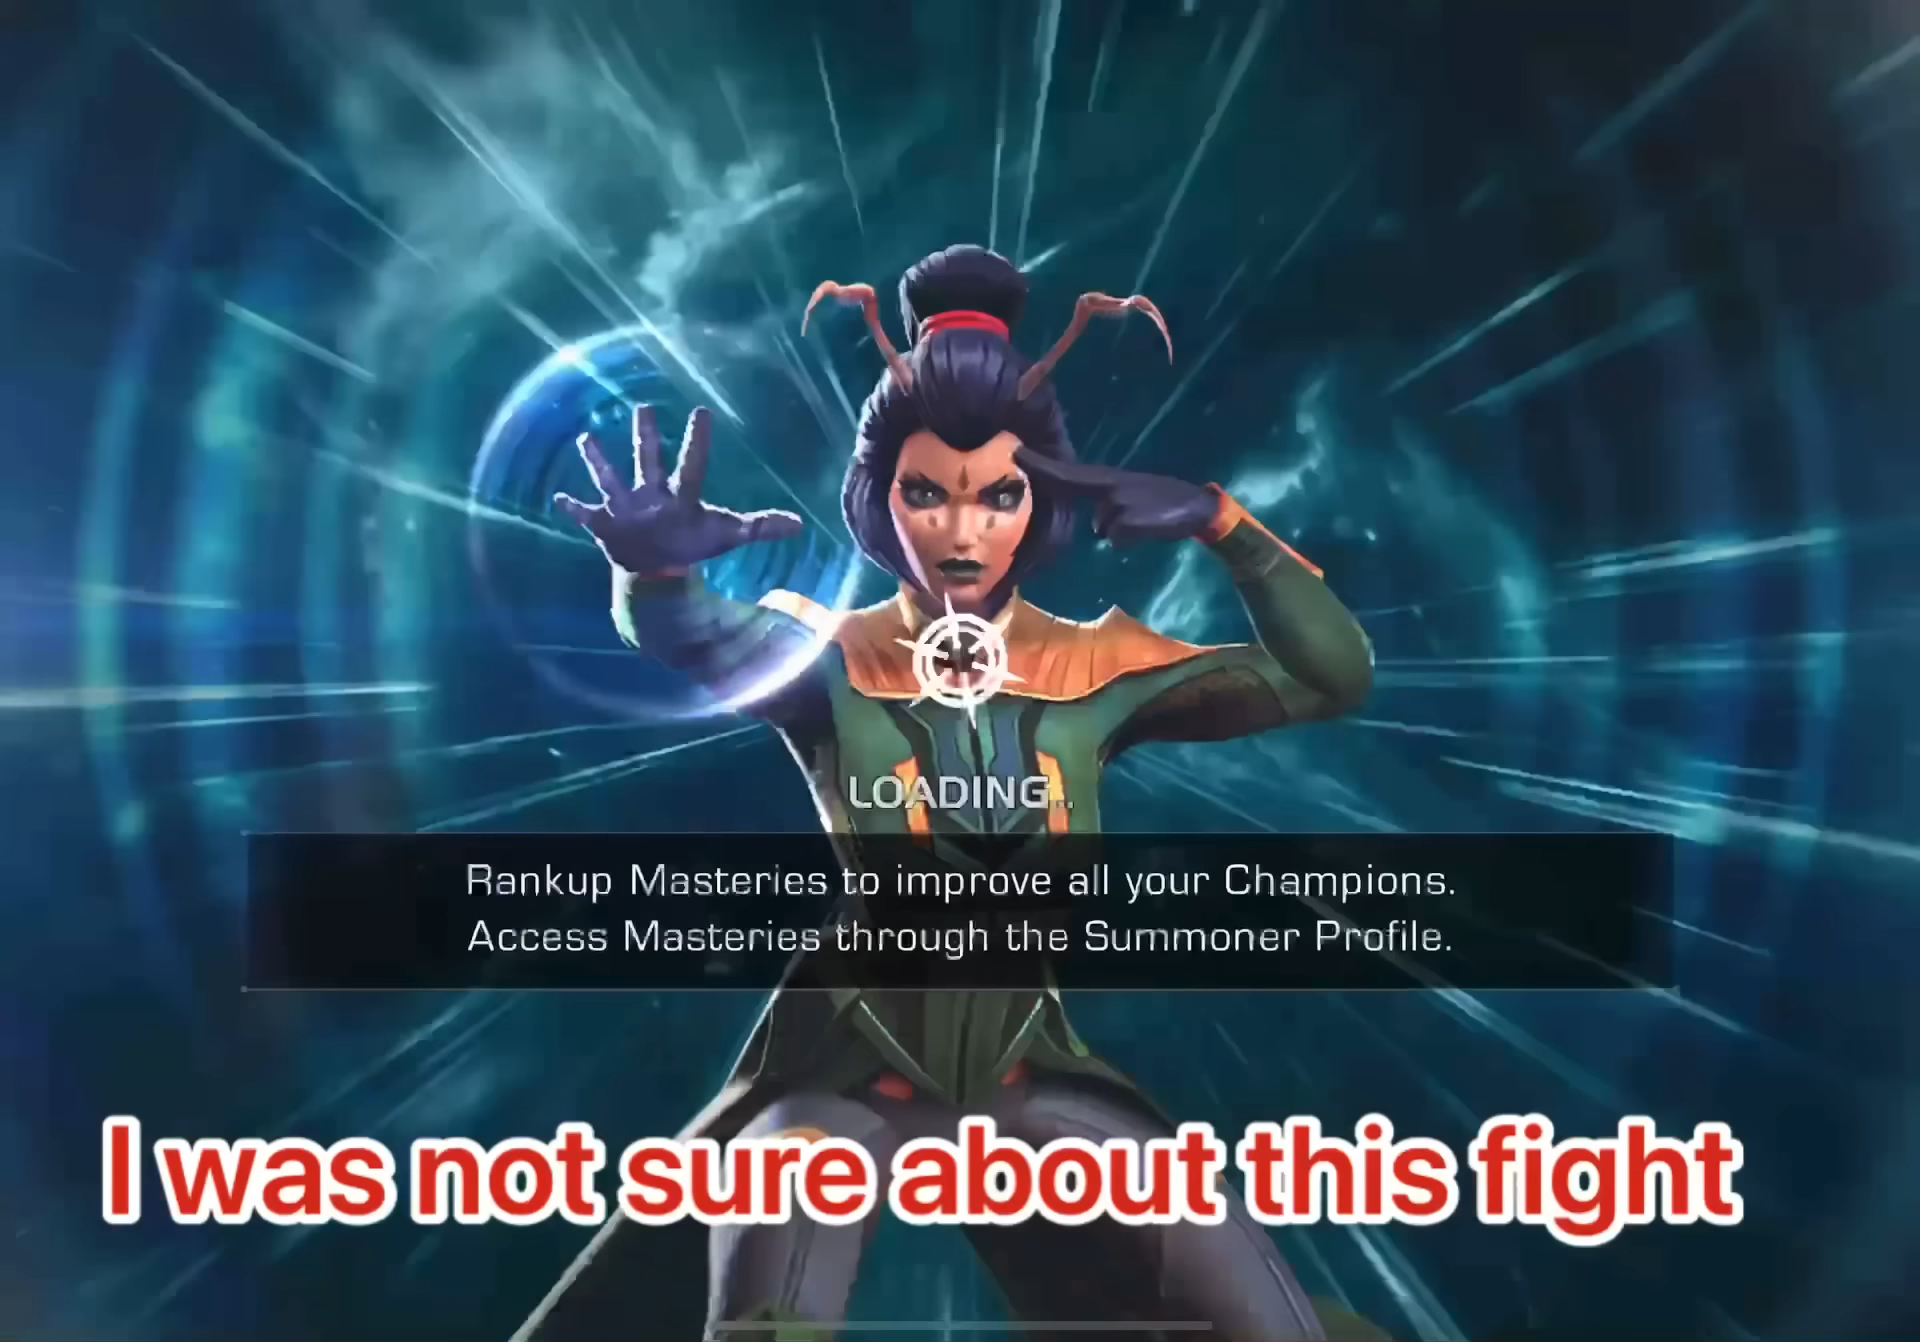 LOADING..
Rankup Masteries to improve all your Champions.
Access Masteries through the Summoner Profile.
I was not sure about this fight